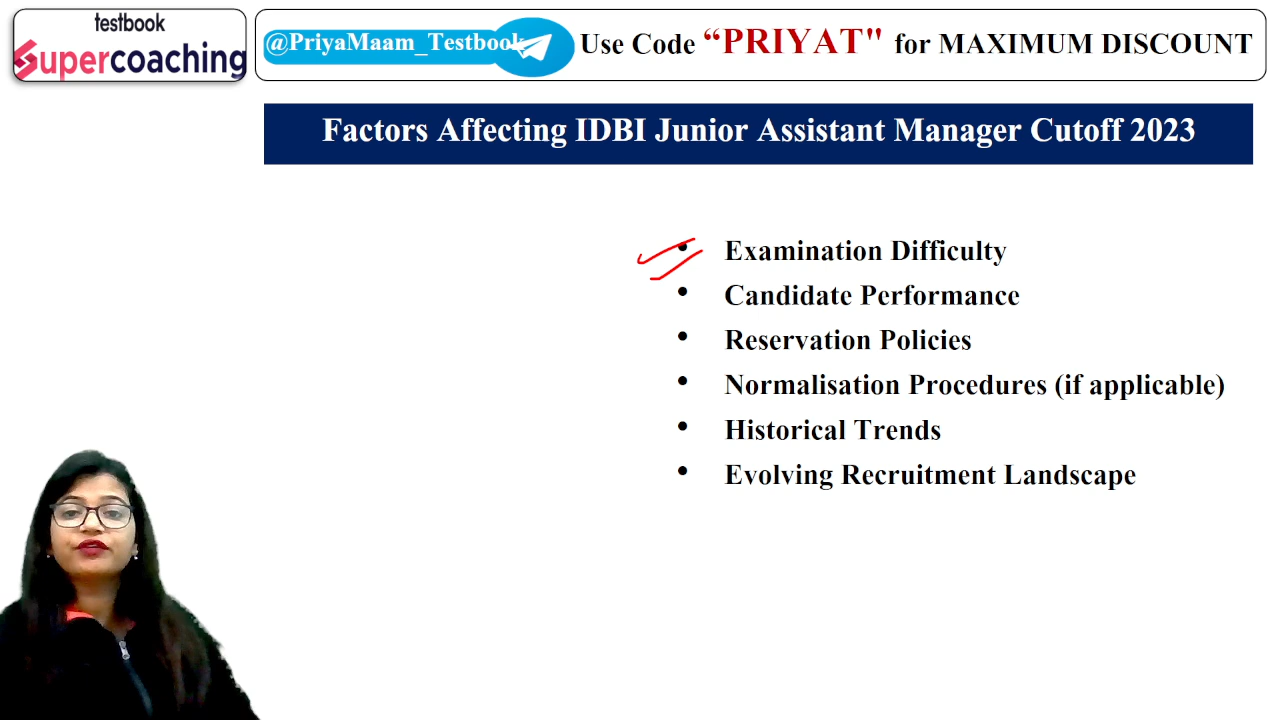 testbook
Supercoaching
@PriyaMaam_Testbook
Use Code “PRIYAT" for MAXIMUM DISCOUNT
Factors Affecting IDBI Junior Assistant Manager Cutoff 2023
• Examination Difficulty
• Candidate Performance
• Reservation Policies
• Normalisation Procedures (if applicable)
• Historical Trends
• Evolving Recruitment Landscape